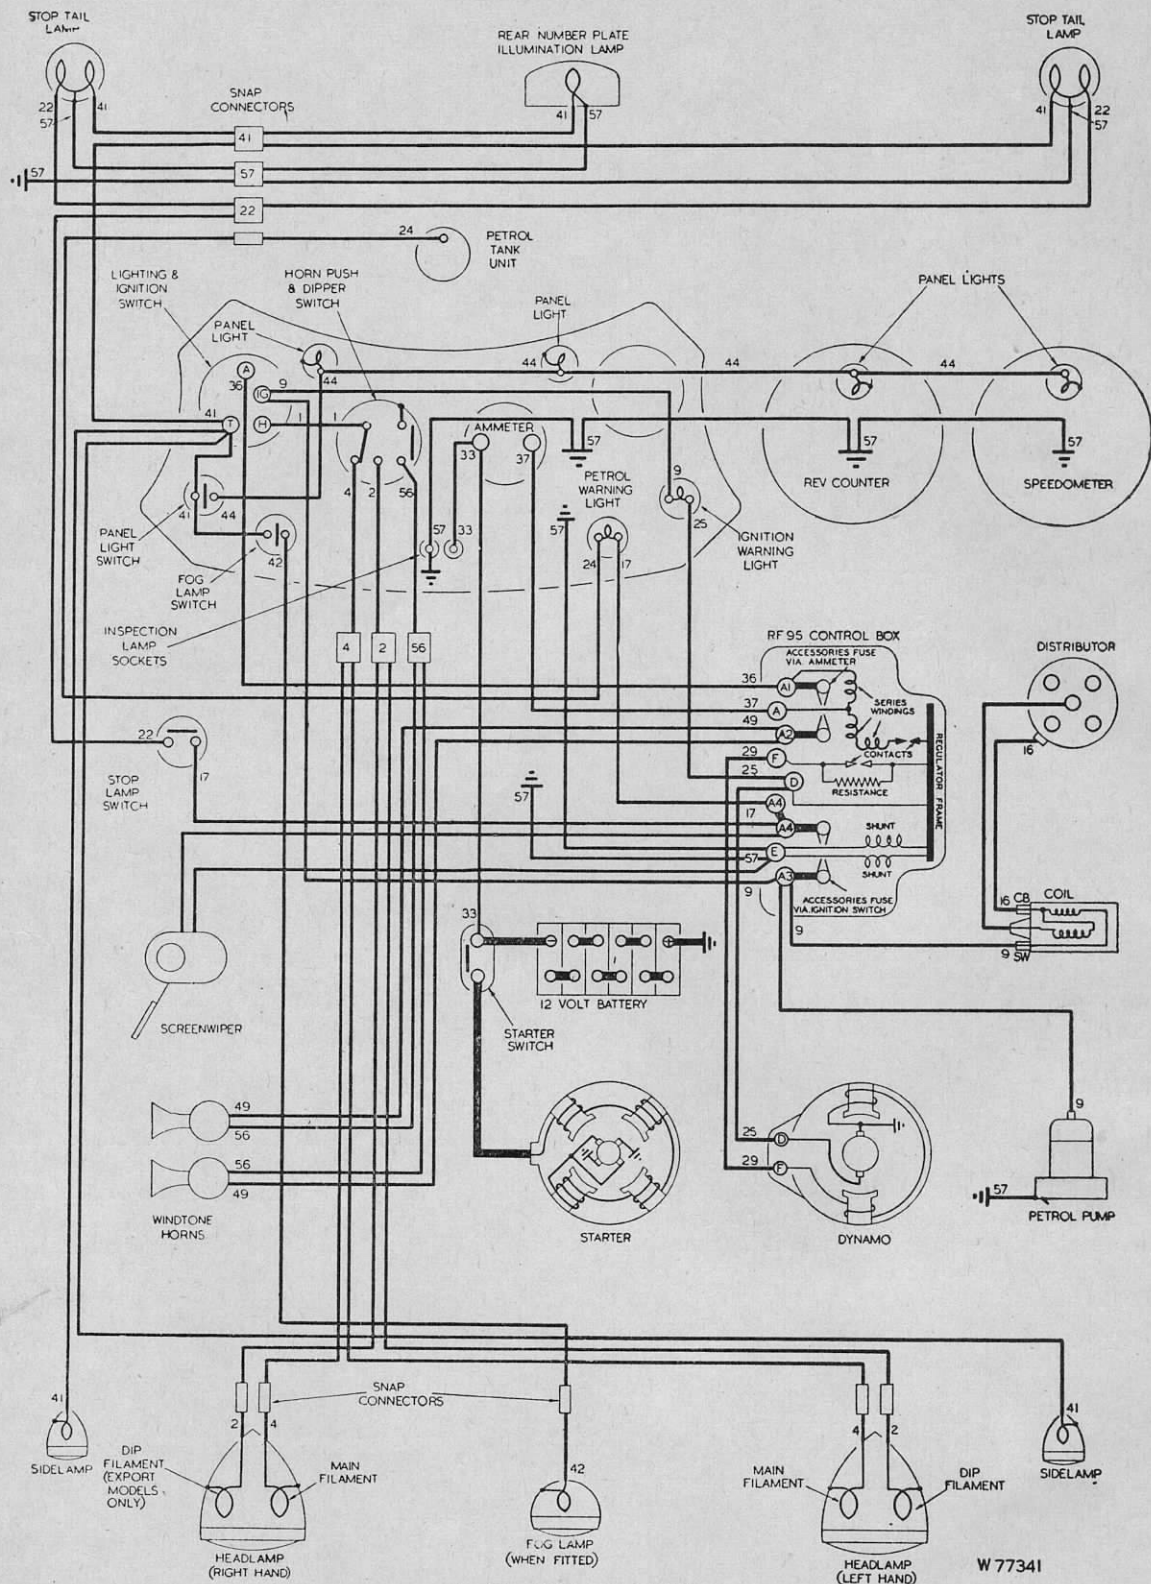 STOP TAIL
LAMP
REAR NUMBER PLATE
ILLUMINATION LAMP
STOP TAIL
LAMP
22
41
57
SNAP
CONNECTORS
41
57
41
22
57
41
57
57
22
24
PETROL
TANK
UNIT
LIGHTING &
IGNITION
SWITCH
HORN PUSH
& DIPPER
SWITCH
PANEL
LIGHT
PANEL
LIGHT
PANEL LIGHTS
A
36
9
IG
44
44
44
44
41
T
H
1
1
AMMETER
33
37
57
57
57
4
2
56
PETROL
WARNING
LIGHT
9
REV COUNTER
SPEEDOMETER
41
44
PANEL
LIGHT
SWITCH
42
FOG
LAMP
SWITCH
57
33
57
24
17
25
IGNITION
WARNING
LIGHT
INSPECTION
LAMP
SOCKETS
4
2
56
RF 95 CONTROL BOX
ACCESSORIES FUSE
VIA AMMETER
DISTRIBUTOR
36
A1
37
A
SERIES
WINDINGS
49
A2
CONTACTS
16
22
17
STOP
LAMP
SWITCH
29
F
25
D
RESISTANCE
REGULATOR FRAME
57
A4
17
A4
SHUNT
57
E
SHUNT
A3
9
ACCESSORIES FUSE
VIA IGNITION SWITCH
16
CB
COIL
9
9
SW
33
12 VOLT BATTERY
SCREENWIPER
STARTER
SWITCH
49
56
56
49
WINDTONE
HORNS
STARTER
25
D
29
F
DYNAMO
9
57
PETROL PUMP
41
SIDELAMP
SNAP
CONNECTORS
2
4
DIP
FILAMENT
(EXPORT
MODELS
ONLY)
MAIN
FILAMENT
HEADLAMP
(RIGHT HAND)
42
FOG LAMP
(WHEN FITTED)
4
2
MAIN
FILAMENT
DIP
FILAMENT
HEADLAMP
(LEFT HAND)
41
SIDELAMP
W 77341